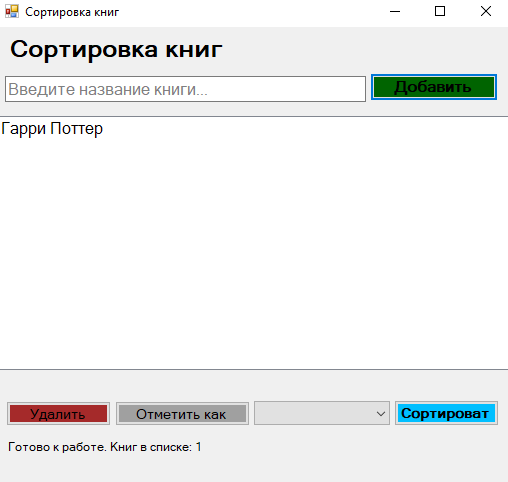 Сортировка книг
Сортировка книг
Введите название книги...
Добавить
Гарри Поттер
Удалить
Отметить как
Сортироват
Готово к работе. Книг в списке: 1